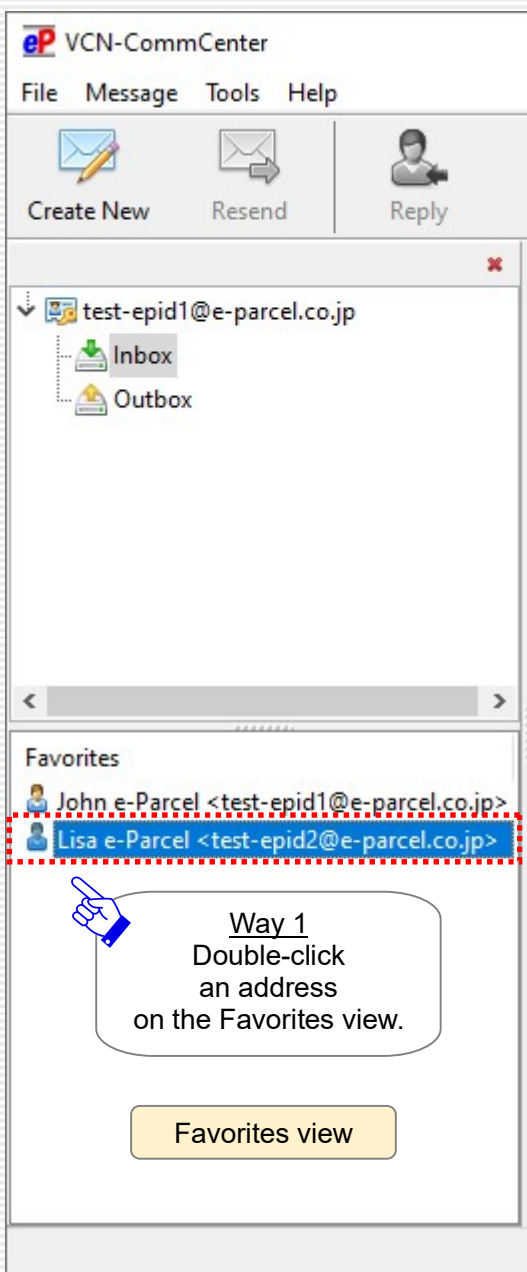 eP VCN-CommCenter
File Message Tools Help
Create New Resend Reply
test-epid1@e-parcel.co.jp
Inbox
Outbox
Favorites
John e-Parcel <test-epid1@e-parcel.co.jp>
Lisa e-Parcel <test-epid2@e-parcel.co.jp>
Way 1
Double-click
an address
on the Favorites view.
Favorites view